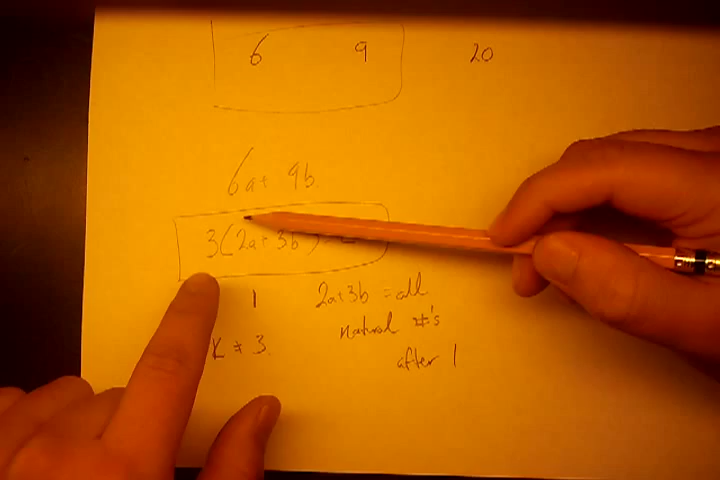 6 9 20
6a+ 9b
3(2a+ 3b) =
1 2a+3b = all
natural #'s
K ≠ 3
after 1